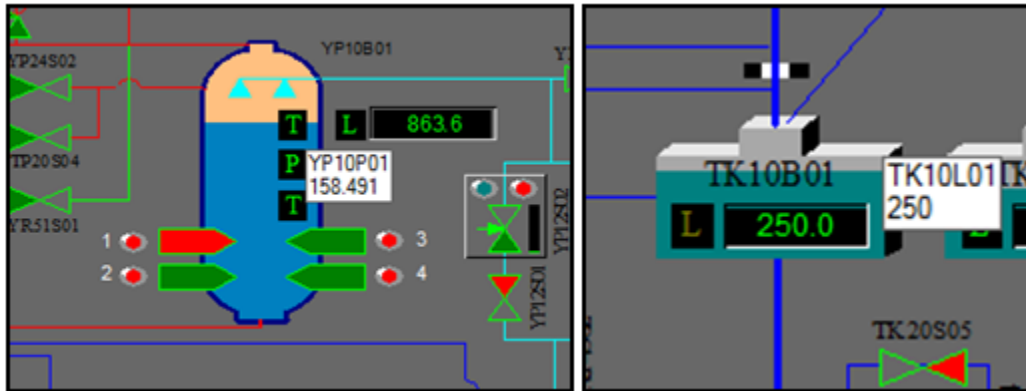 YP10B01
YP24S02
T
L
863.6
TP20S04
P
YP10P01
158.491
T
YR51S01
1
3
2
4
YP12S02
YP12S01
TK10B01
TK10L01
250
L
250.0
TK20S05